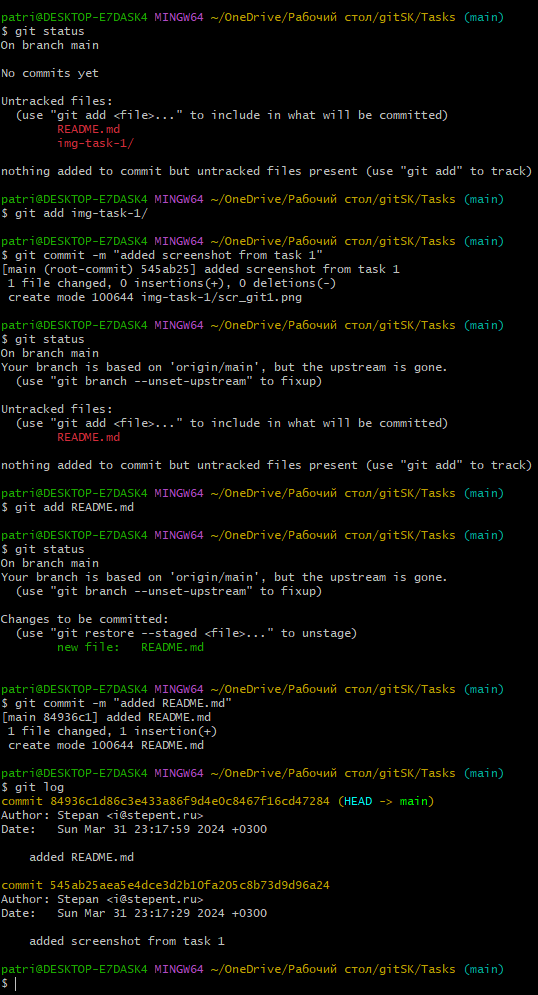 patri@DESKTOP-E7DASK4 MINGW64 ~/OneDrive/Рабочий стол/gitSK/Tasks (main)
$ git status
On branch main

No commits yet

Untracked files:
  (use "git add <file>..." to include in what will be committed)
        README.md
        img-task-1/

nothing added to commit but untracked files present (use "git add" to track)

patri@DESKTOP-E7DASK4 MINGW64 ~/OneDrive/Рабочий стол/gitSK/Tasks (main)
$ git add img-task-1/

patri@DESKTOP-E7DASK4 MINGW64 ~/OneDrive/Рабочий стол/gitSK/Tasks (main)
$ git commit -m "added screenshot from task 1"
[main (root-commit) 545ab25] added screenshot from task 1
 1 file changed, 0 insertions(+), 0 deletions(-)
 create mode 100644 img-task-1/scr_git1.png

patri@DESKTOP-E7DASK4 MINGW64 ~/OneDrive/Рабочий стол/gitSK/Tasks (main)
$ git status
On branch main
Your branch is based on 'origin/main', but the upstream is gone.
  (use "git branch --unset-upstream" to fixup)

Untracked files:
  (use "git add <file>..." to include in what will be committed)
        README.md

nothing added to commit but untracked files present (use "git add" to track)

patri@DESKTOP-E7DASK4 MINGW64 ~/OneDrive/Рабочий стол/gitSK/Tasks (main)
$ git add README.md

patri@DESKTOP-E7DASK4 MINGW64 ~/OneDrive/Рабочий стол/gitSK/Tasks (main)
$ git status
On branch main
Your branch is based on 'origin/main', but the upstream is gone.
  (use "git branch --unset-upstream" to fixup)

Changes to be committed:
  (use "git restore --staged <file>..." to unstage)
        new file:   README.md

patri@DESKTOP-E7DASK4 MINGW64 ~/OneDrive/Рабочий стол/gitSK/Tasks (main)
$ git commit -m "added README.md"
[main 84936c1] added README.md
 1 file changed, 1 insertion(+)
 create mode 100644 README.md

patri@DESKTOP-E7DASK4 MINGW64 ~/OneDrive/Рабочий стол/gitSK/Tasks (main)
$ git log
commit 84936c1d86c3e433a86f9d4e0c8467f16cd47284 (HEAD -> main)
Author: Stepan <i@stepent.ru>
Date:   Sun Mar 31 23:17:59 2024 +0300

    added README.md

commit 545ab25aea5e4dce3d2b10fa205c8b73d9d96a24
Author: Stepan <i@stepent.ru>
Date:   Sun Mar 31 23:17:29 2024 +0300

    added screenshot from task 1

patri@DESKTOP-E7DASK4 MINGW64 ~/OneDrive/Рабочий стол/gitSK/Tasks (main)
$